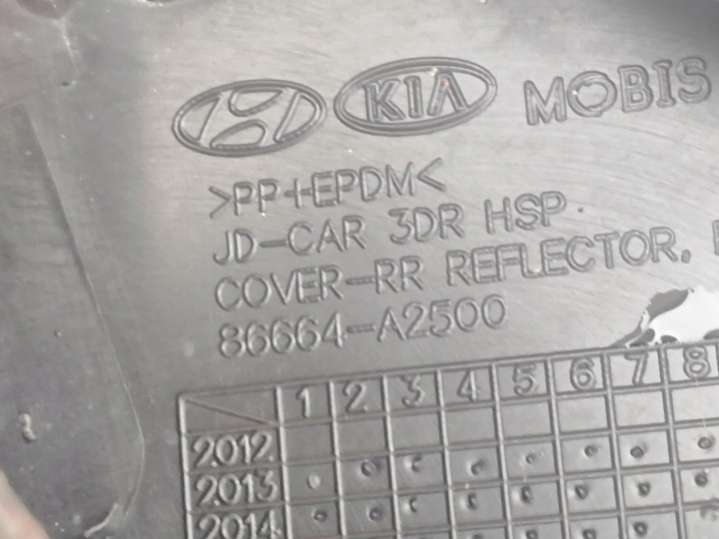 KIA MOBIS
>PP+EPDM<
JD-CAR 3DR HSP
COVER-RR REFLECTOR,
86664-A2500
1 2 3 4 5 6 7 8
2012
2013
2014